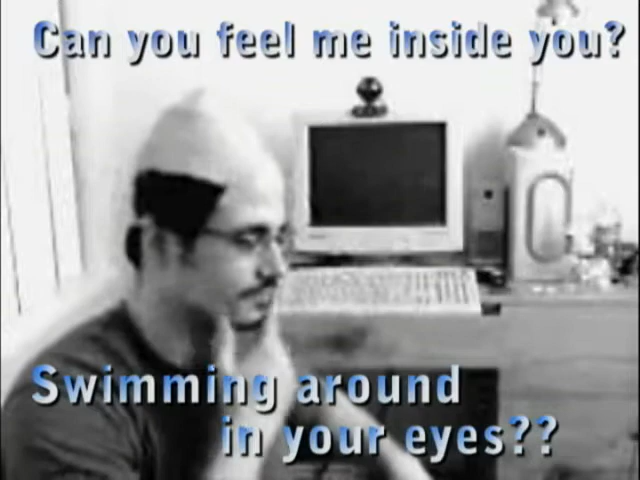 Can you feel me inside you?
Swimming around
in your eyes??